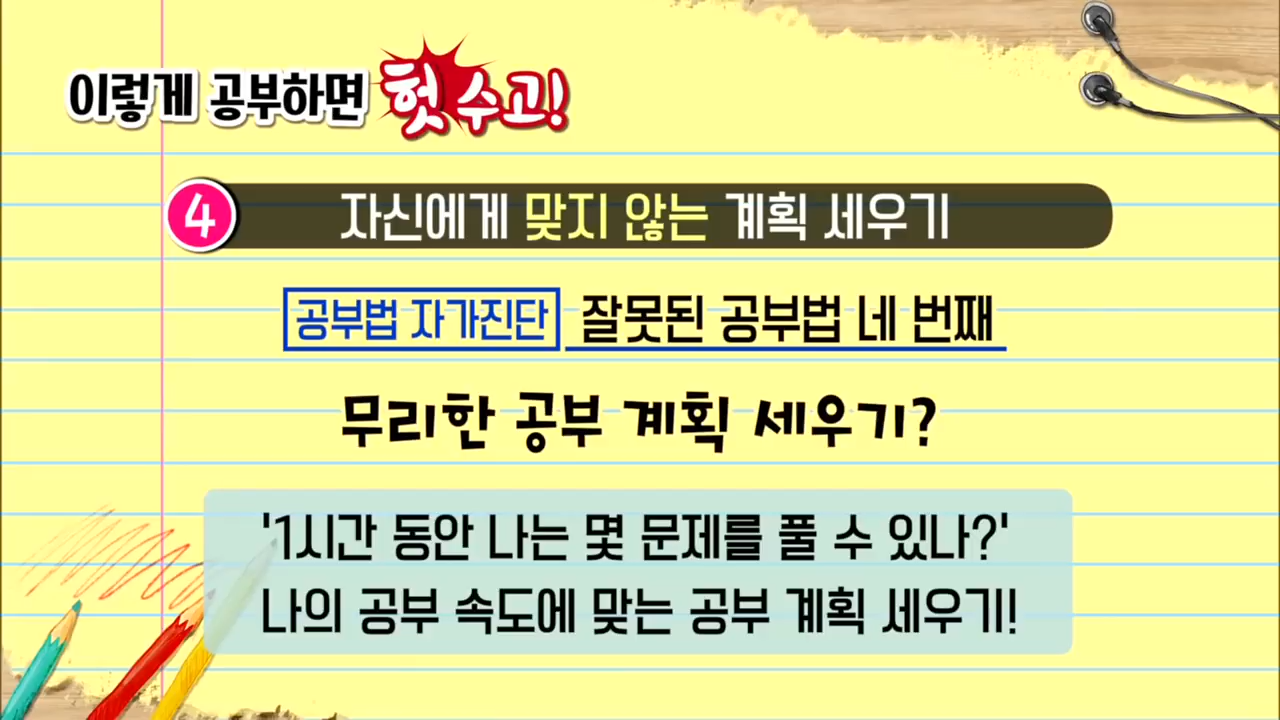 이렇게 공부하면 헛수고!
4 자신에게 맞지 않는 계획 세우기
공부법 자가진단 잘못된 공부법 네 번째
무리한 공부 계획 세우기?
'1시간 동안 나는 몇 문제를 풀 수 있나?'
나의 공부 속도에 맞는 공부 계획 세우기!